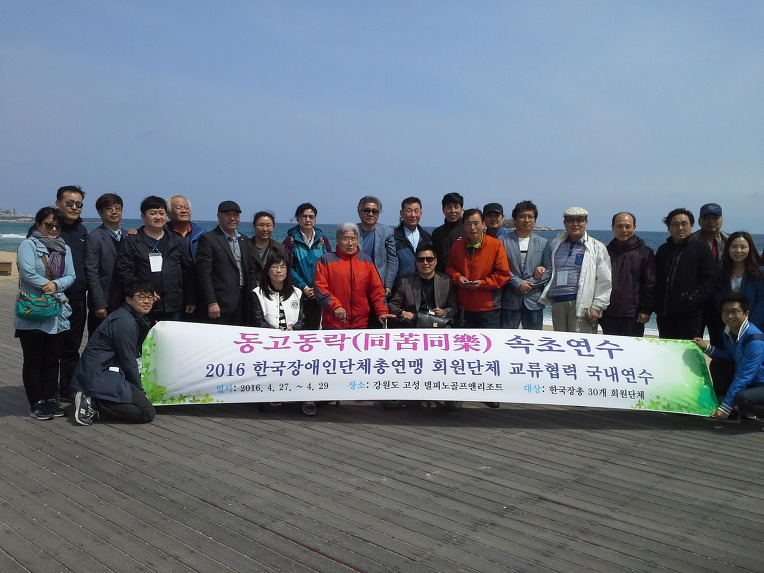 동고동락(同苦同樂) 속초연수
2016 한국장애인단체총연맹 회원단체 교류협력 국내연수
일시: 2016. 4. 27. ~ 4. 29 장소: 강원도 고성 델피노골프앤리조트 대상: 한국장총 30개 회원단체